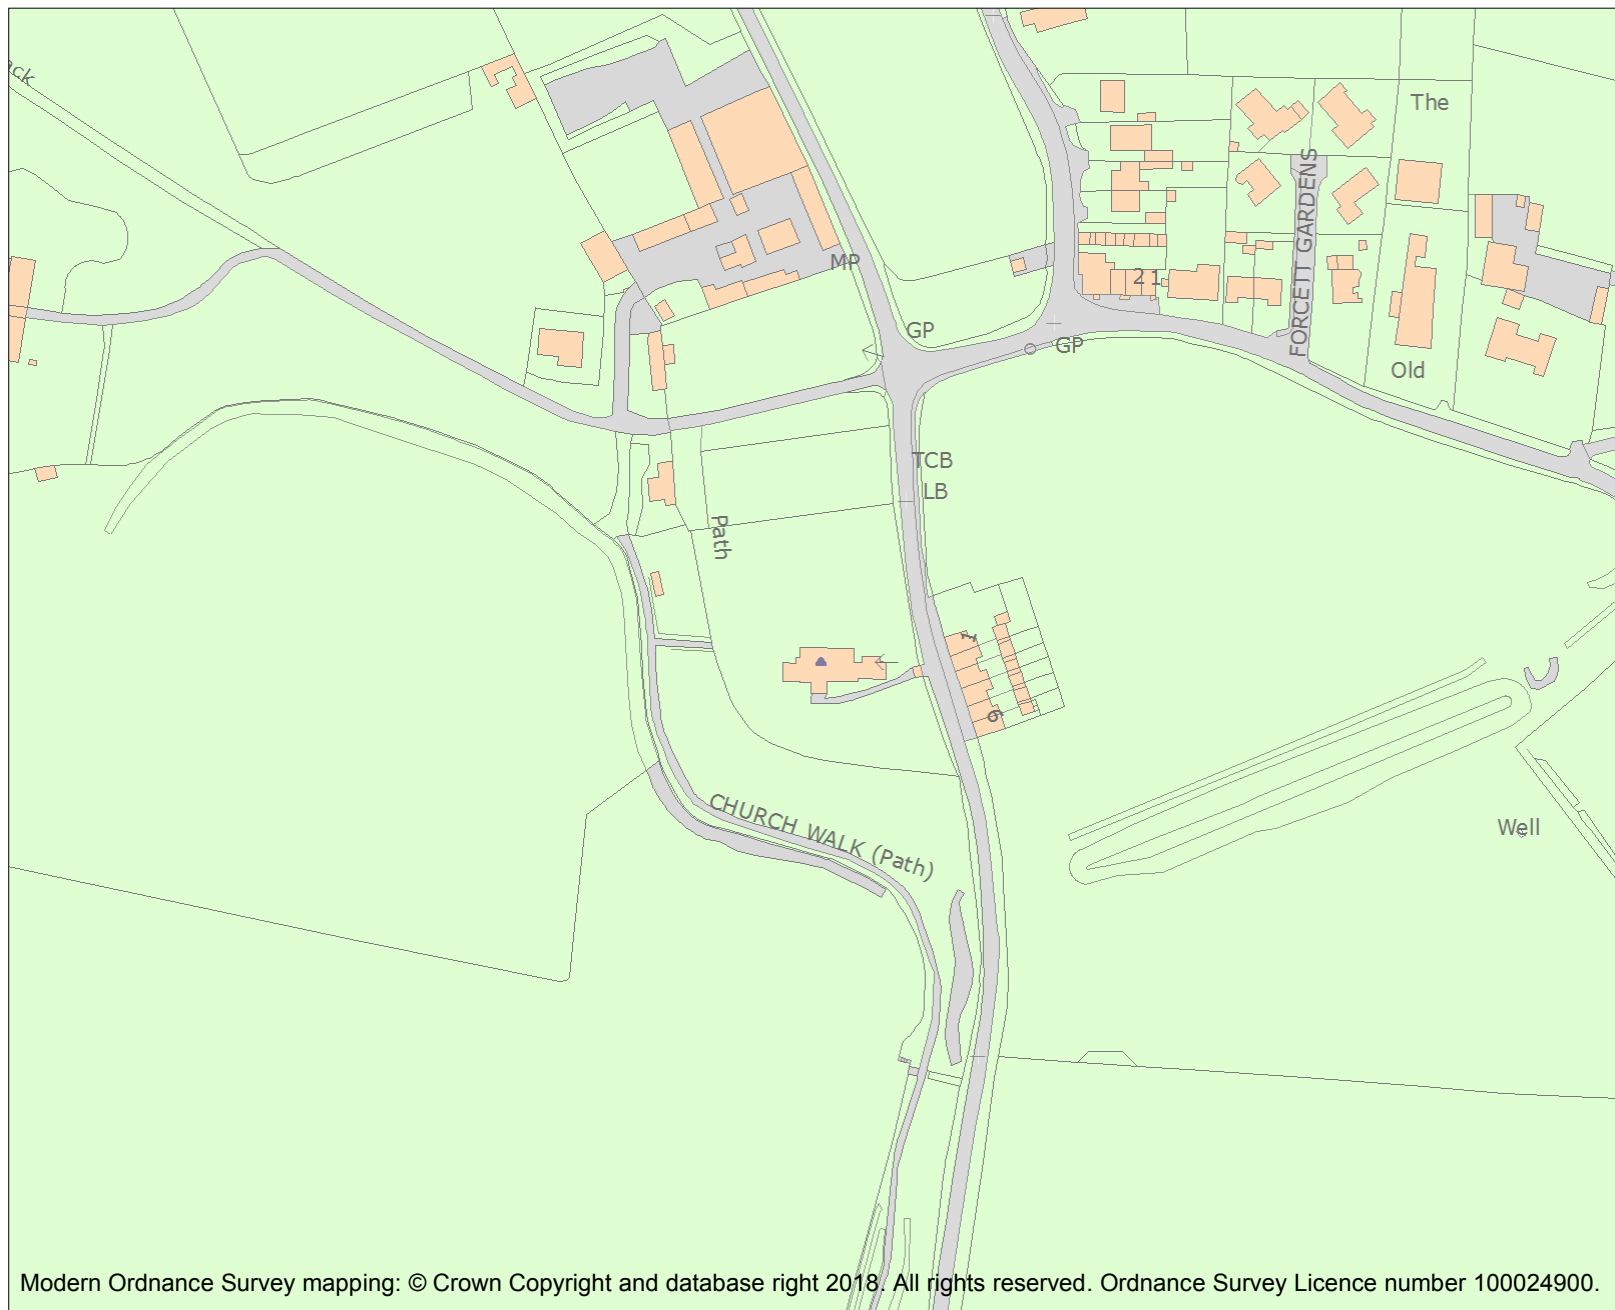 The
FORCETT GARDENS
MP
2 1
GP
GP
Old
TCB
LB
Path
1
6
CHURCH WALK (Path)
Well
Modern Ordnance Survey mapping: © Crown Copyright and database right 2018. All rights reserved. Ordnance Survey Licence number 100024900.